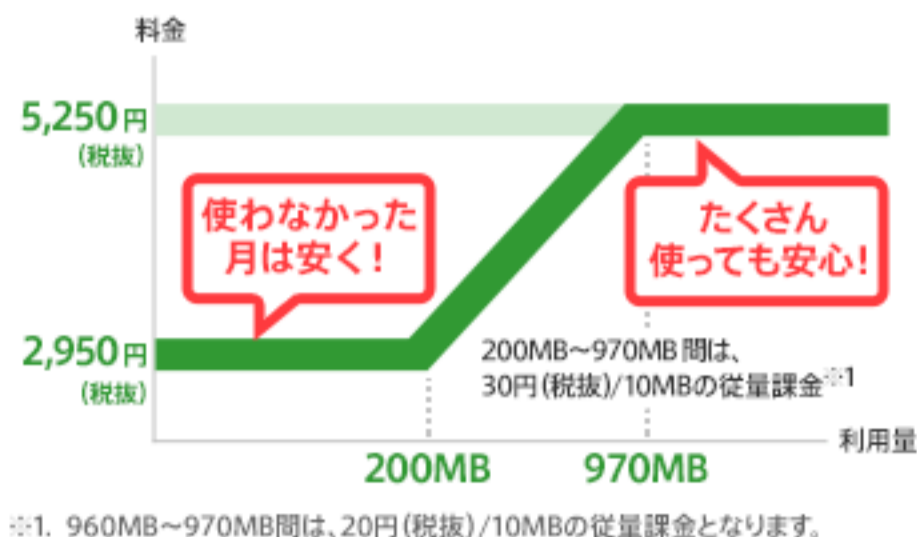 料金
5,250円
(税抜)
使わなかった
月は安く!
たくさん
使っても安心!
2,950円
(税抜)
200MB～970MB間は、
30円(税抜)/10MBの従量課金※1
利用量
200MB
970MB
※1. 960MB～970MB間は、20円(税抜)/10MBの従量課金となります。